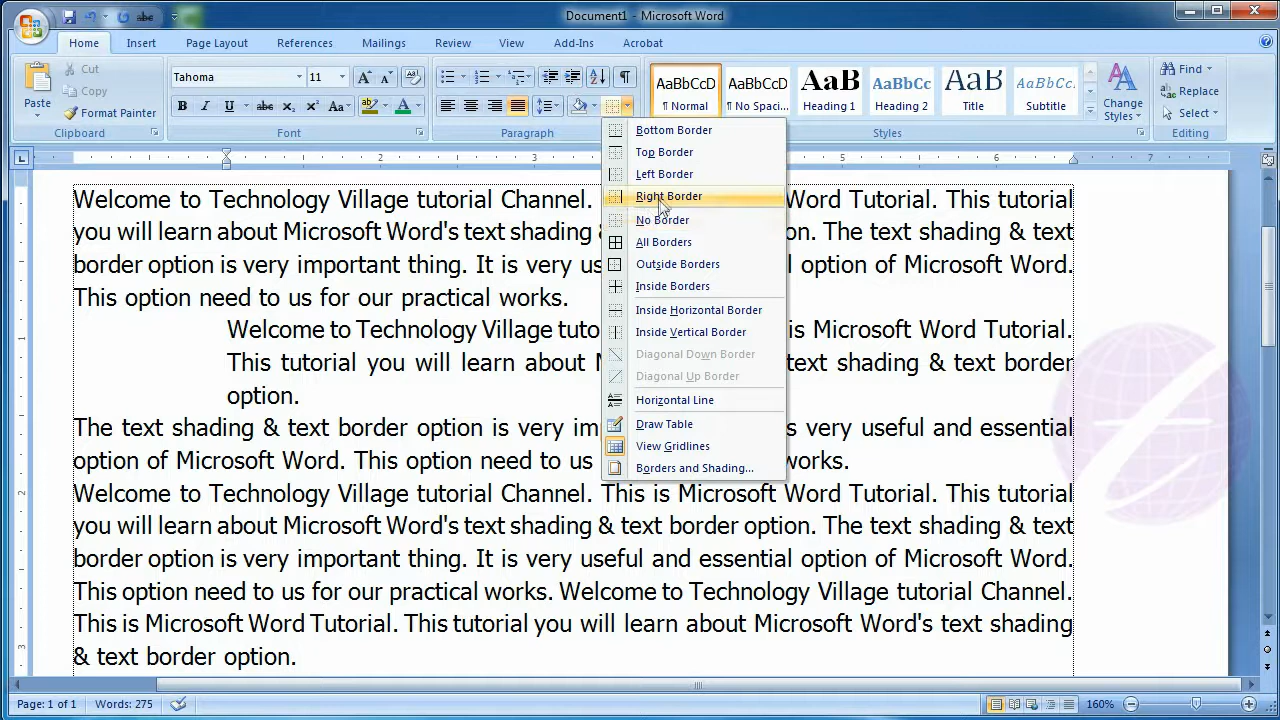 Document1 - Microsoft Word
Home Insert Page Layout References Mailings Review View Add-Ins Acrobat
Paste
Cut
Copy
Format Painter
Clipboard
Tahoma 11
B I U abc x₂ x² Aa
Font
Paragraph
AaBbCcD AaBbCcD AaB AaBbCc AaB AaBbCc
¶ Normal ¶ No Spaci... Heading 1 Heading 2 Title Subtitle
Change Styles
Styles
Find
Replace
Select
Editing
2 3 5 6 7
Bottom Border
Top Border
Left Border
Right Border
No Border
All Borders
Outside Borders
Inside Borders
Inside Horizontal Border
Inside Vertical Border
Diagonal Down Border
Diagonal Up Border
Horizontal Line
Draw Table
View Gridlines
Borders and Shading...
Welcome to Technology Village tutorial Channel. Word Tutorial. This tutorial
you will learn about Microsoft Word's text shading on. The text shading & text
border option is very important thing. It is very us l option of Microsoft Word.
This option need to us for our practical works.
Welcome to Technology Village tuto is Microsoft Word Tutorial.
This tutorial you will learn about text shading & text border
option.
The text shading & text border option is very im s very useful and essential
option of Microsoft Word. This option need to us works.
Welcome to Technology Village tutorial Channel. This is Microsoft Word Tutorial. This tutorial
you will learn about Microsoft Word's text shading & text border option. The text shading & text
border option is very important thing. It is very useful and essential option of Microsoft Word.
This option need to us for our practical works. Welcome to Technology Village tutorial Channel.
This is Microsoft Word Tutorial. This tutorial you will learn about Microsoft Word's text shading
& text border option.
Page: 1 of 1 Words: 275 160%